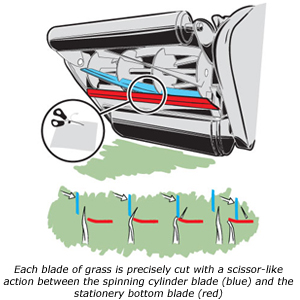 Each blade of grass is precisely cut with a scissor-like
action between the spinning cylinder blade (blue) and the
stationery bottom blade (red)